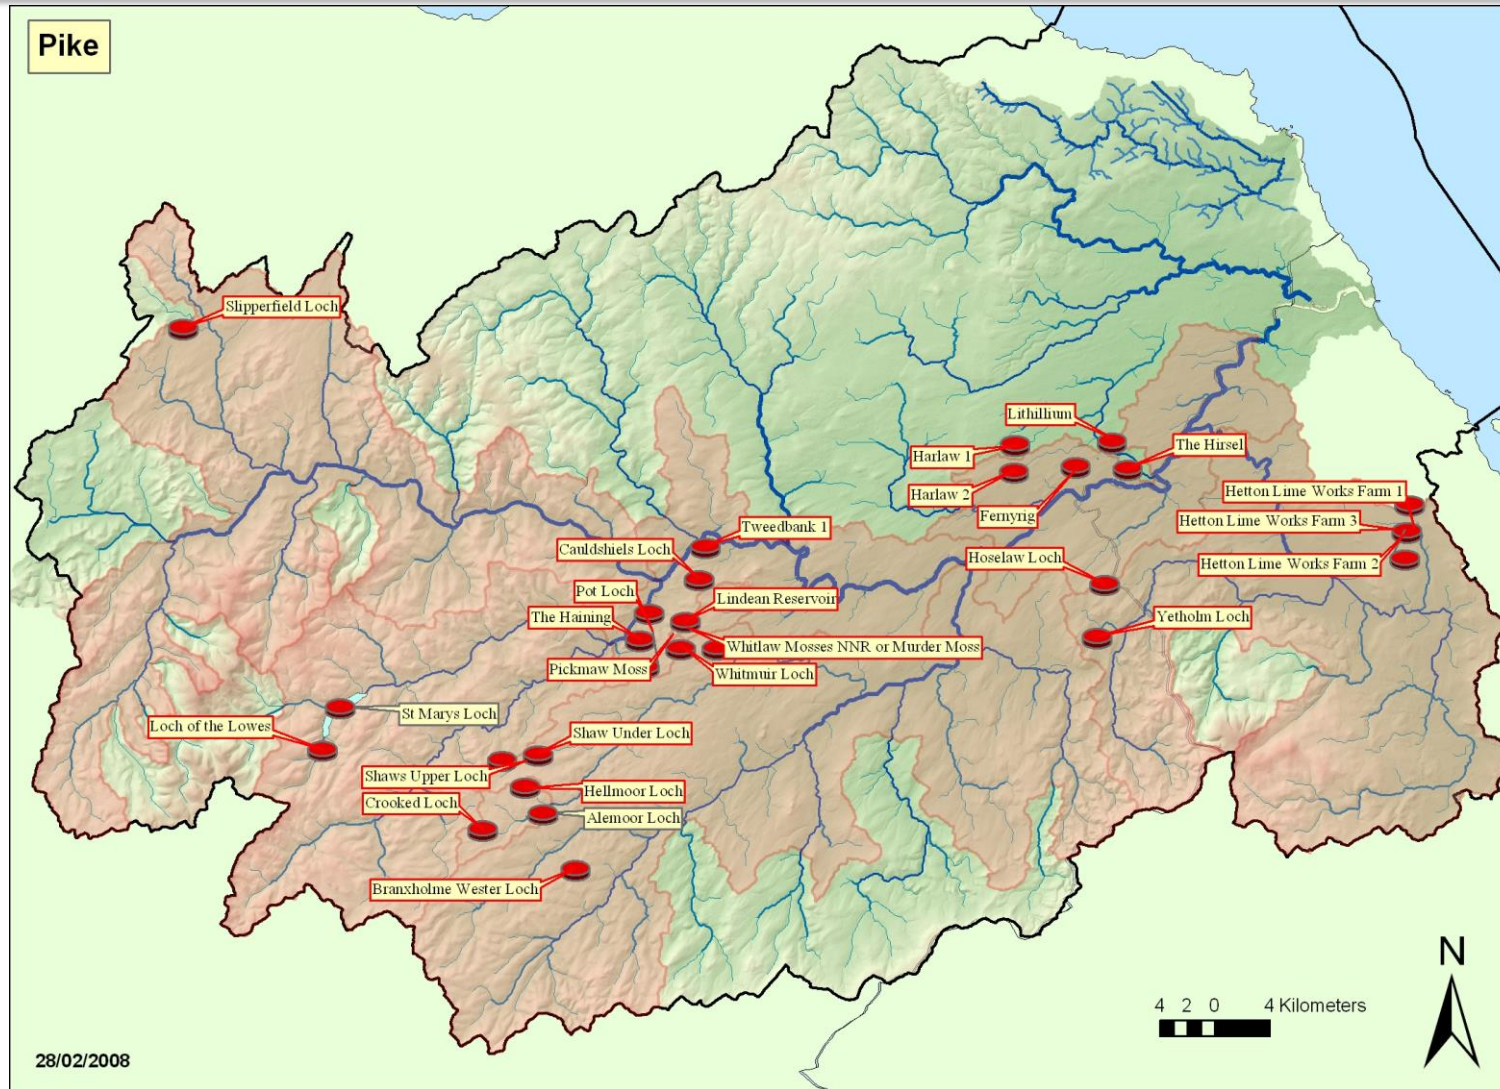 Pike
Slipperfield Loch
Lithillium
Harlaw 1
The Hirsel
Harlaw 2
Fernyrig
Hetton Lime Works Farm 1
Hetton Lime Works Farm 3
Hetton Lime Works Farm 2
Tweedbank 1
Cauldshiels Loch
Hoselaw Loch
Pot Loch
Lindean Reservoir
The Haining
Yetholm Loch
Whitlaw Mosses NNR or Murder Moss
Pickmaw Moss
Whitmuir Loch
St Marys Loch
Loch of the Lowes
Shaw Under Loch
Shaws Upper Loch
Hellmoor Loch
Crooked Loch
Alemoor Loch
Branxholme Wester Loch
N
4 2 0 4 Kilometers
28/02/2008